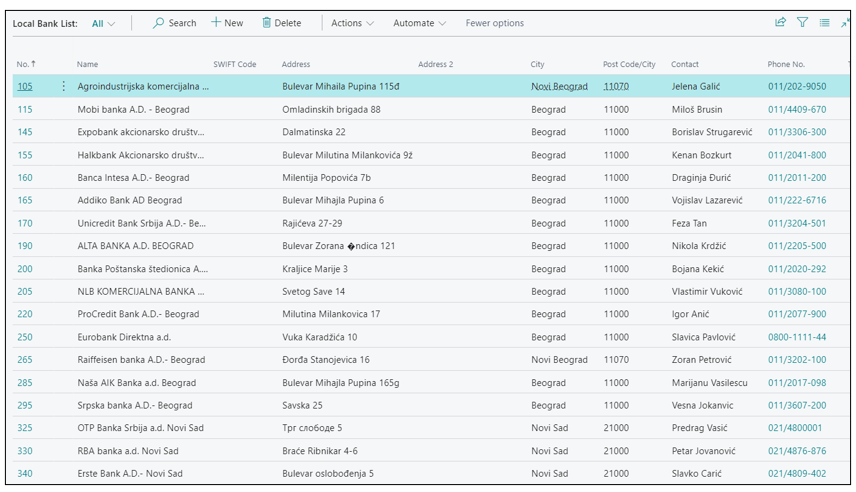 Local Bank List: All Search New Delete Actions Automate Fewer options
No. ↑ Name SWIFT Code Address Address 2 City Post Code/City Contact Phone No.
105 Agroindustrijska komercijalna ... Bulevar Mihaila Pupina 115đ Novi Beograd 11070 Jelena Galić 011/202-9050
115 Mobi banka A.D. - Beograd Omladinskih brigada 88 Beograd 11000 Miloš Brusin 011/4409-670
145 Expobank akcionarsko društv... Dalmatinska 22 Beograd 11000 Borislav Strugarević 011/3306-300
155 Halkbank Akcionarsko društv... Bulevar Milutina Milankovića 9ž Beograd 11000 Kenan Bozkurt 011/2041-800
160 Banca Intesa A.D.- Beograd Milentija Popovića 7b Beograd 11000 Draginja Đurić 011/2011-200
165 Addiko Bank AD Beograd Bulevar Mihajla Pupina 6 Beograd 11000 Vojislav Lazarević 011/222-6716
170 Unicredit Bank Srbija A.D.- Be... Rajićeva 27-29 Beograd 11000 Feza Tan 011/3204-501
190 ALTA BANKA A.D. BEOGRAD Bulevar Zorana �ndica 121 Beograd 11000 Nikola Krdžić 011/2205-500
200 Banka Poštanska štedionica A.... Kraljice Marije 3 Beograd 11000 Bojana Kekić 011/2020-292
205 NLB KOMERCIJALNA BANKA ... Svetog Save 14 Beograd 11000 Vlastimir Vuković 011/3080-100
220 ProCredit Bank A.D.- Beograd Milutina Milankovica 17 Beograd 11000 Igor Anić 011/2077-900
250 Eurobank Direktna a.d. Vuka Karadžića 10 Beograd 11000 Slavica Pavlović 0800-1111-44
265 Raiffeisen banka A.D.- Beograd Đorđa Stanojevica 16 Novi Beograd 11070 Zoran Petrović 011/3202-100
285 Naša AIK Banka a.d. Beograd Bulevar Mihajla Pupina 165g Beograd 11000 Marijanu Vasilescu 011/2017-098
295 Srpska banka A.D.- Beograd Savska 25 Beograd 11000 Vesna Jokanvic 011/3607-200
325 OTP Banka Srbija a.d. Novi Sad Трг слободе 5 Novi Sad 21000 Predrag Vasić 021/4800001
330 RBA banka a.d. Novi Sad Braće Ribnikar 4-6 Novi Sad 21000 Petar Jovanović 021/4876-876
340 Erste Bank A.D.- Novi Sad Bulevar oslobođenja 5 Novi Sad 21000 Slavko Carić 021/4809-402